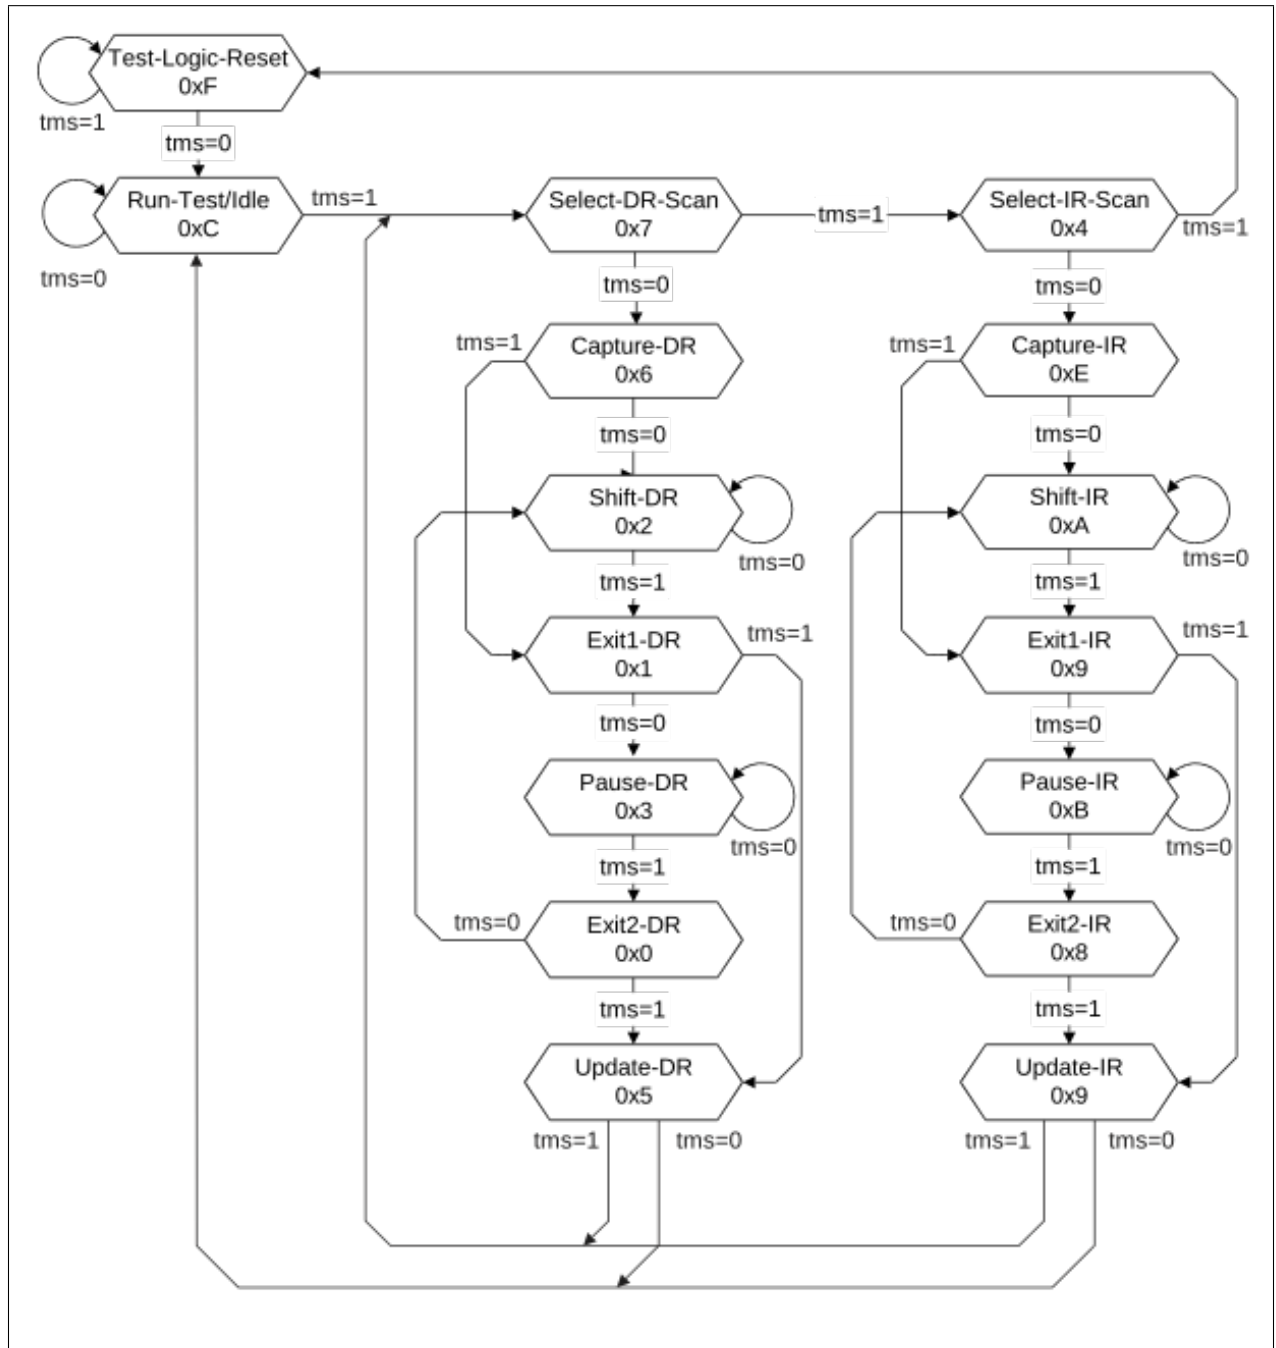 Test-Logic-Reset
0xF
tms=1
tms=0
Run-Test/Idle
0xC
tms=1
tms=0
Select-DR-Scan
0x7
tms=1
Select-IR-Scan
0x4
tms=1
tms=0
tms=0
tms=1
Capture-DR
0x6
tms=1
Capture-IR
0xE
tms=0
tms=0
Shift-DR
0x2
tms=0
Shift-IR
0xA
tms=0
tms=1
tms=1
Exit1-DR
0x1
tms=1
Exit1-IR
0x9
tms=1
tms=0
tms=0
Pause-DR
0x3
tms=0
Pause-IR
0xB
tms=0
tms=1
tms=1
tms=0
Exit2-DR
0x0
tms=0
Exit2-IR
0x8
tms=1
tms=1
Update-DR
0x5
Update-IR
0x9
tms=1
tms=0
tms=1
tms=0